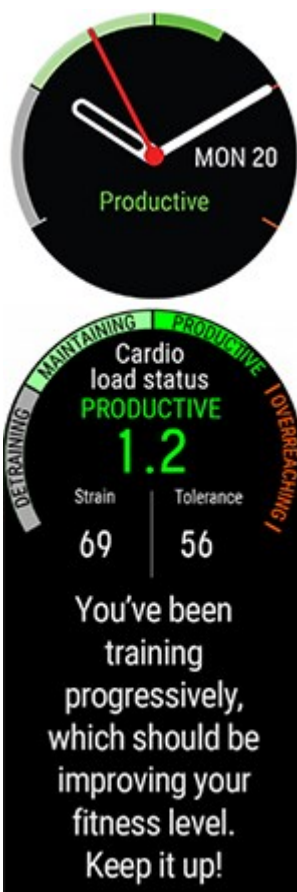 MON 20
Productive
DETRAINING
MAINTAINING
PRODUCTIVE
OVERREACHING
Cardio
load status
PRODUCTIVE
1.2
Strain
Tolerance
69
56
You've been
training
progressively,
which should be
improving your
fitness level.
Keep it up!